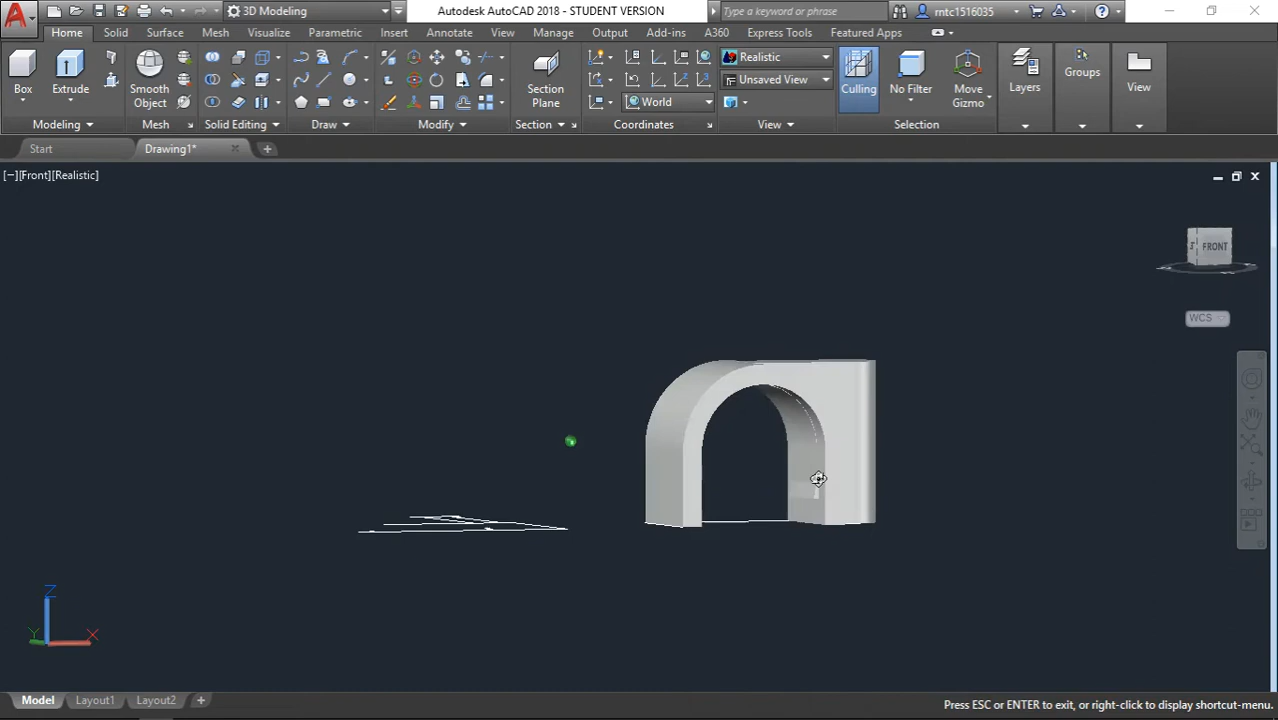 3D Modeling
Autodesk AutoCAD 2018 - STUDENT VERSION
Drawing1.dwg
Type a keyword or phrase
rntc1516035
Home
Solid
Surface
Mesh
Visualize
Parametric
Insert
Annotate
View
Manage
Output
Add-ins
A360
Express Tools
Featured Apps
Box
Extrude
Smooth
Object
Section
Plane
Realistic
Unsaved View
World
Culling
No Filter
Move
Gizmo
Layers
Groups
View
Modeling
Mesh
Solid Editing
Draw
Modify
Section
Coordinates
View
Selection
Start
Drawing1*
[−][Front][Realistic]
FRONT
WCS
Z
Y
X
Model
Layout1
Layout2
Press ESC or ENTER to exit, or right-click to display shortcut-menu.